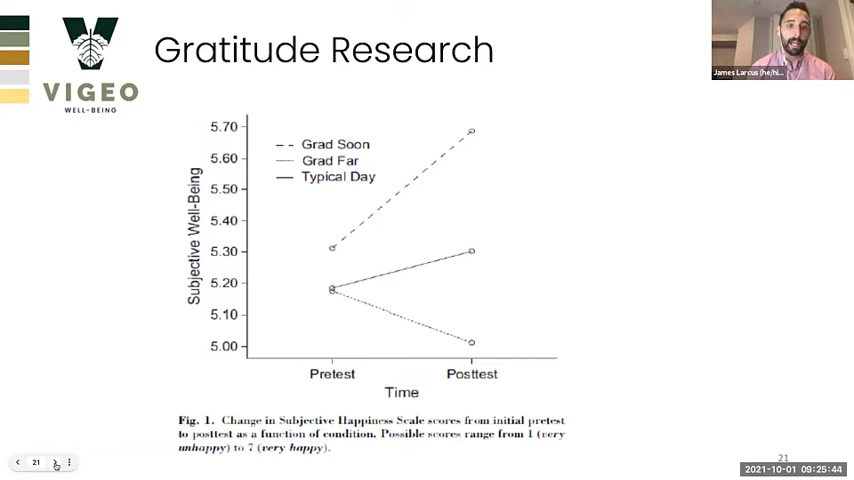 Gratitude Research
VIGEO
WELL-BEING
James Larcus (he/hi...
5.70
5.60
5.50
5.40
5.30
5.20
5.10
5.00
Subjective Well-Being
Grad Soon
Grad Far
Typical Day
Pretest
Posttest
Time
Fig. 1. Change in Subjective Happiness Scale scores from initial pretest
to posttest as a function of condition. Possible scores range from 1 (very
unhappy) to 7 (very happy).
21
21
2021-10-01 09:25:44